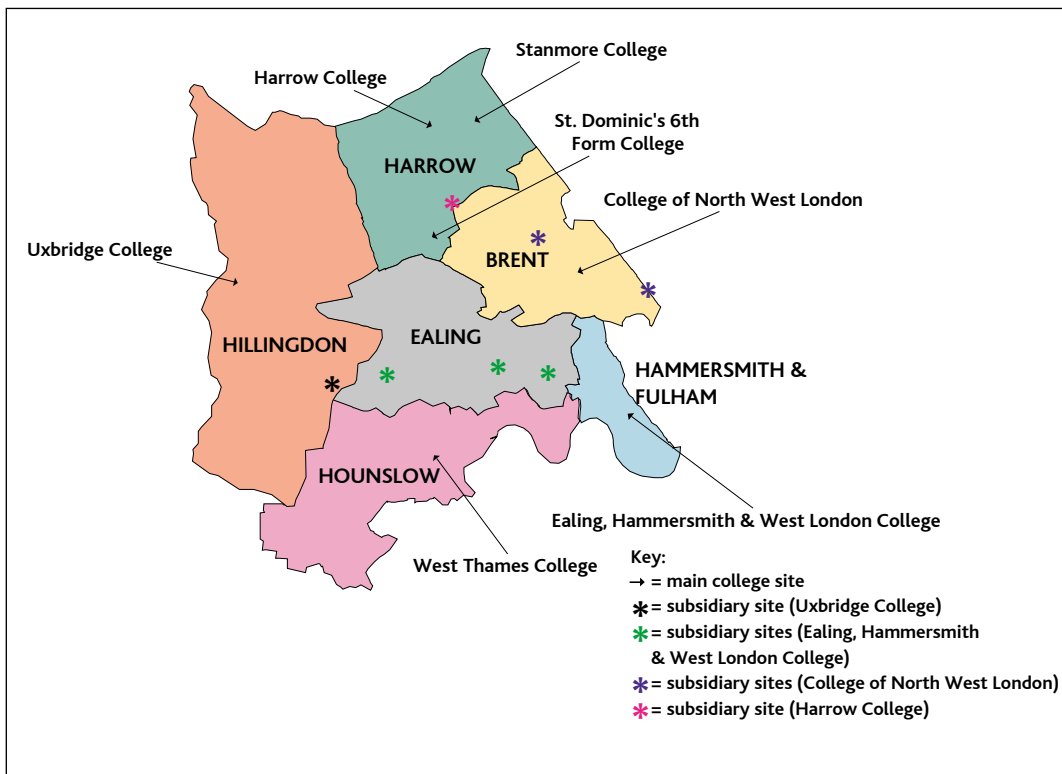 Stanmore College
Harrow College
St. Dominic's 6th
Form College
HARROW
College of North West London
Uxbridge College
BRENT
EALING
HILLINGDON
HAMMERSMITH &
FULHAM
HOUNSLOW
Ealing, Hammersmith & West London College
West Thames College
Key:
→ = main college site
* = subsidiary site (Uxbridge College)
* = subsidiary sites (Ealing, Hammersmith
& West London College)
* = subsidiary sites (College of North West London)
* = subsidiary site (Harrow College)